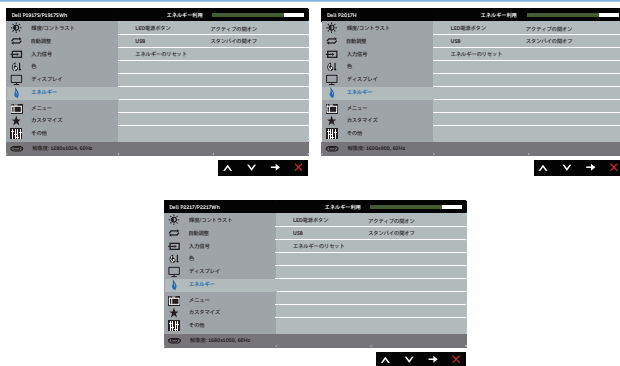 Dell P1917S/P1917SWh エネルギー利用
輝度/コントラスト LED電源ボタン アクティブの間オン
自動調整 USB スタンバイの間オフ
入力信号 エネルギーのリセット
色
ディスプレイ
エネルギー
メニュー
カスタマイズ
その他
解像度: 1280x1024, 60Hz
Dell P2017H エネルギー利用
輝度/コントラスト LED電源ボタン アクティブの間オン
自動調整 USB スタンバイの間オフ
入力信号 エネルギーのリセット
色
ディスプレイ
エネルギー
メニュー
カスタマイズ
その他
解像度: 1600x900, 60Hz
Dell P2217/P2217Wh エネルギー利用
輝度/コントラスト LED電源ボタン アクティブの間オン
自動調整 USB スタンバイの間オフ
入力信号 エネルギーのリセット
色
ディスプレイ
エネルギー
メニュー
カスタマイズ
その他
解像度: 1680x1050, 60Hz